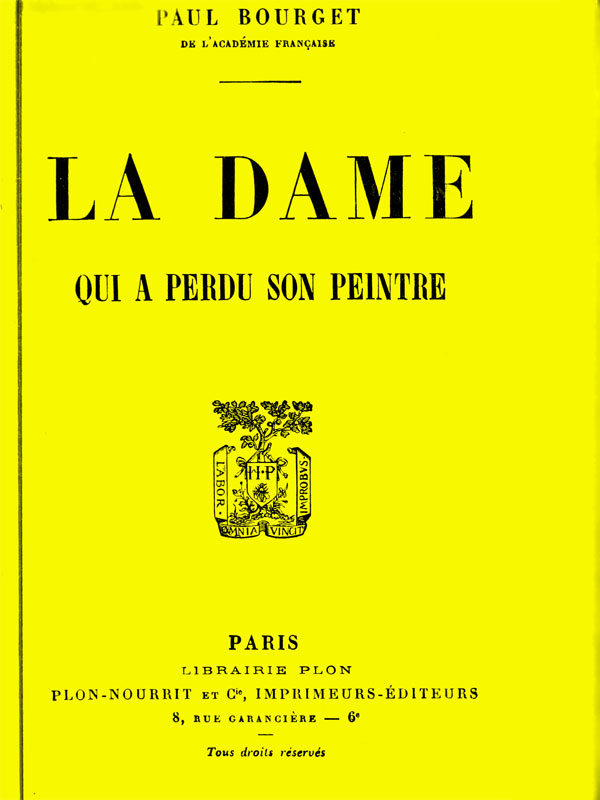 PAUL BOURGET
DE L'ACADÉMIE FRANÇAISE
LA DAME
QUI A PERDU SON PEINTRE
LABOR
H·P
IMPROBVS
OMNIA VINCIT
PARIS
LIBRAIRIE PLON
PLON-NOURRIT ET Cie, IMPRIMEURS-ÉDITEURS
8, RUE GARANCIÈRE — 6e
Tous droits réservés